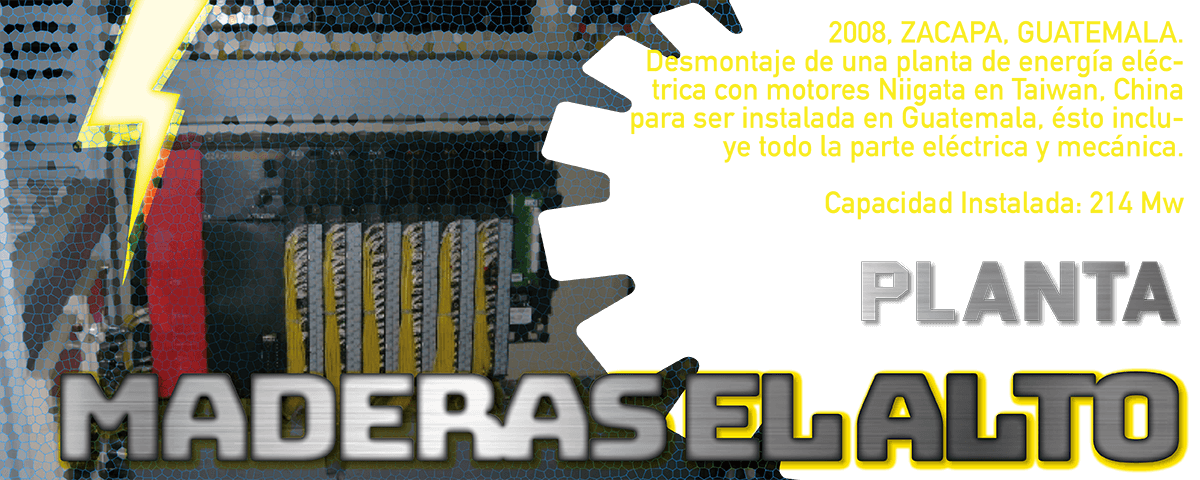 2008, ZACAPA, GUATEMALA.
Desmontaje de una planta de energía eléc-
trica con motores Niigata en Taiwan, China
para ser instalada en Guatemala, ésto inclu-
ye todo la parte eléctrica y mecánica.
Capacidad Instalada: 214 Mw
PLANTA
MADERAS EL ALTO